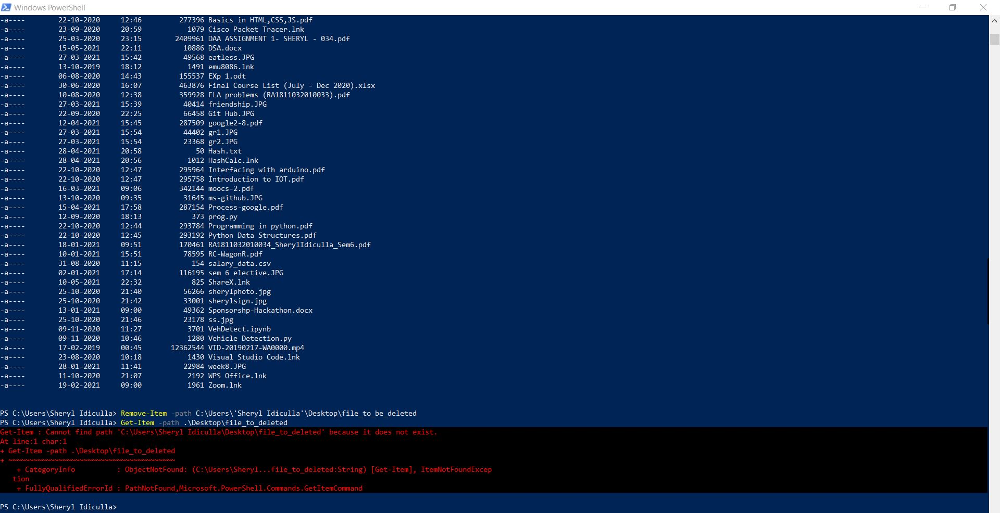 Windows PowerShell
-a---- 22-10-2020 12:46 277396 Basics in HTML,CSS,JS.pdf
-a---- 23-09-2020 20:59 1079 Cisco Packet Tracer.lnk
-a---- 25-03-2020 23:15 2409961 DAA ASSIGNMENT 1- SHERYL - 034.pdf
-a---- 15-05-2021 22:11 10886 DSA.docx
-a---- 27-03-2021 15:42 49568 eatless.JPG
-a---- 13-10-2019 18:12 1491 emu8086.lnk
-a---- 06-08-2020 14:43 155537 EXp 1.odt
-a---- 30-06-2020 16:07 463876 Final Course List (July - Dec 2020).xlsx
-a---- 10-08-2020 12:38 359928 FLA problems (RA1811032010033).pdf
-a---- 27-03-2021 15:39 40414 friendship.JPG
-a---- 22-09-2020 22:25 66458 Git Hub.JPG
-a---- 12-04-2021 15:45 287509 google2-8.pdf
-a---- 27-03-2021 15:54 44402 gr1.JPG
-a---- 27-03-2021 15:54 23368 gr2.JPG
-a---- 28-04-2021 20:58 50 Hash.txt
-a---- 28-04-2021 20:56 1012 HashCalc.lnk
-a---- 22-10-2020 12:47 295964 Interfacing with arduino.pdf
-a---- 22-10-2020 12:47 295758 Introduction to IOT.pdf
-a---- 16-03-2021 09:06 342144 moocs-2.pdf
-a---- 13-10-2020 09:35 31645 ms-github.JPG
-a---- 15-04-2021 17:58 287154 Process-google.pdf
-a---- 12-09-2020 18:13 373 prog.py
-a---- 22-10-2020 12:44 293784 Programming in python.pdf
-a---- 22-10-2020 12:45 293192 Python Data Structures.pdf
-a---- 18-01-2021 09:51 170461 RA1811032010034_SherylIdiculla_Sem6.pdf
-a---- 10-01-2021 15:51 78595 RC-WagonR.pdf
-a---- 31-08-2020 11:15 154 salary_data.csv
-a---- 02-01-2021 17:14 116195 sem 6 elective.JPG
-a---- 10-05-2021 22:32 825 ShareX.lnk
-a---- 25-10-2020 21:40 56266 sherylphoto.jpg
-a---- 25-10-2020 21:42 33001 sherylsign.jpg
-a---- 13-01-2021 09:00 49362 Sponsorshp-Hackathon.docx
-a---- 25-10-2020 21:46 23178 ss.jpg
-a---- 09-11-2020 11:27 3701 VehDetect.ipynb
-a---- 09-11-2020 10:46 1280 Vehicle Detection.py
-a---- 17-02-2019 00:45 12362544 VID-20190217-WA0000.mp4
-a---- 23-08-2020 10:18 1430 Visual Studio Code.lnk
-a---- 28-01-2021 11:41 22984 week8.JPG
-a---- 11-10-2020 21:07 2192 WPS Office.lnk
-a---- 19-02-2021 09:00 1961 Zoom.lnk
PS C:\Users\Sheryl Idiculla> Remove-Item -path C:\Users\'Sheryl Idiculla'\Desktop\file_to_be_deleted
PS C:\Users\Sheryl Idiculla> Get-Item -path .\Desktop\file_to_deleted
Get-Item : Cannot find path 'C:\Users\Sheryl Idiculla\Desktop\file_to_deleted' because it does not exist.
At line:1 char:1
+ Get-Item -path .\Desktop\file_to_deleted
+ ~~~~~~~~~~~~~~~~~~~~~~~~~~~~~~~~~~~~~~~~
+ CategoryInfo : ObjectNotFound: (C:\Users\Sheryl...file_to_deleted:String) [Get-Item], ItemNotFoundExcep
tion
+ FullyQualifiedErrorId : PathNotFound,Microsoft.PowerShell.Commands.GetItemCommand
PS C:\Users\Sheryl Idiculla>